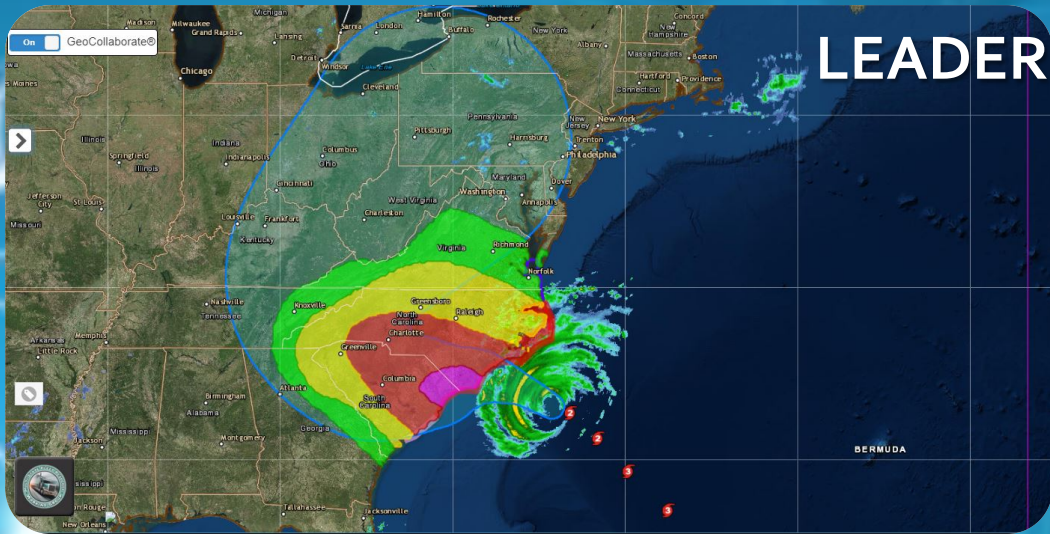 Michigan
Hamilton
Rochester
Concord
Madison
Milwaukee
Grand Rapids
Lansing
Sarnia
London
Buffalo
New York
New
Hampshire
On
GeoCollaborate®
LEADER
Albany
Massachusetts
Boston
Detroit
Windsor
Lake Erie
Chicago
Hartford
Providence
Connecticut
s Moines
Cleveland
Pennsylvania
New
Jersey
New York
Pittsburgh
Harrisburg
Trenton
Philadelphia
Illinois
Indiana
Springfield
Illinois
Indianapolis
Columbus
Ohio
Maryland
Dover
Cincinnati
Washington
Annapolis
Jefferson
City
St Louis
West Virginia
Missouri
Louisville
Frankfort
Charleston
Kentucky
Virginia
Richmond
Norfolk
Nashville
Tennessee
Knoxville
Greensboro
Raleigh
North
Carolina
Charlotte
Memphis
Arkansas
Little Rock
Greenville
Columbia
Atlanta
South
Carolina
Birmingham
Alabama
Georgia
Mississippi
Jackson
Montgomery
2
2
3
3
BERMUDA
ssissippi
n Rouge
New Orleans
Tallahassee
Jacksonville